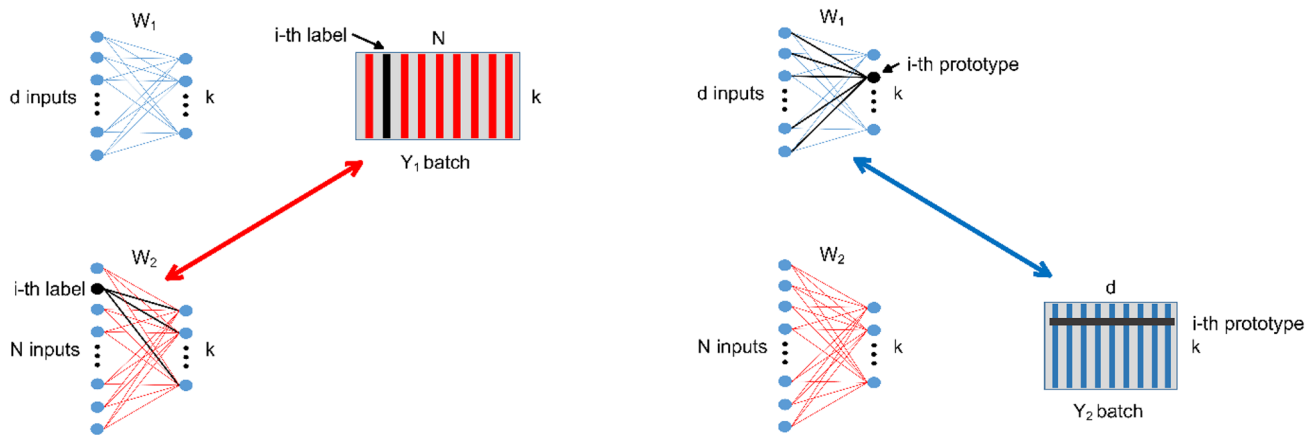 W₁
i-th label
N
d inputs
k
k
Y₁ batch
W₂
i-th label
N inputs
k
W₁
i-th prototype
d inputs
k
W₂
d
i-th prototype
N inputs
k
k
Y₂ batch